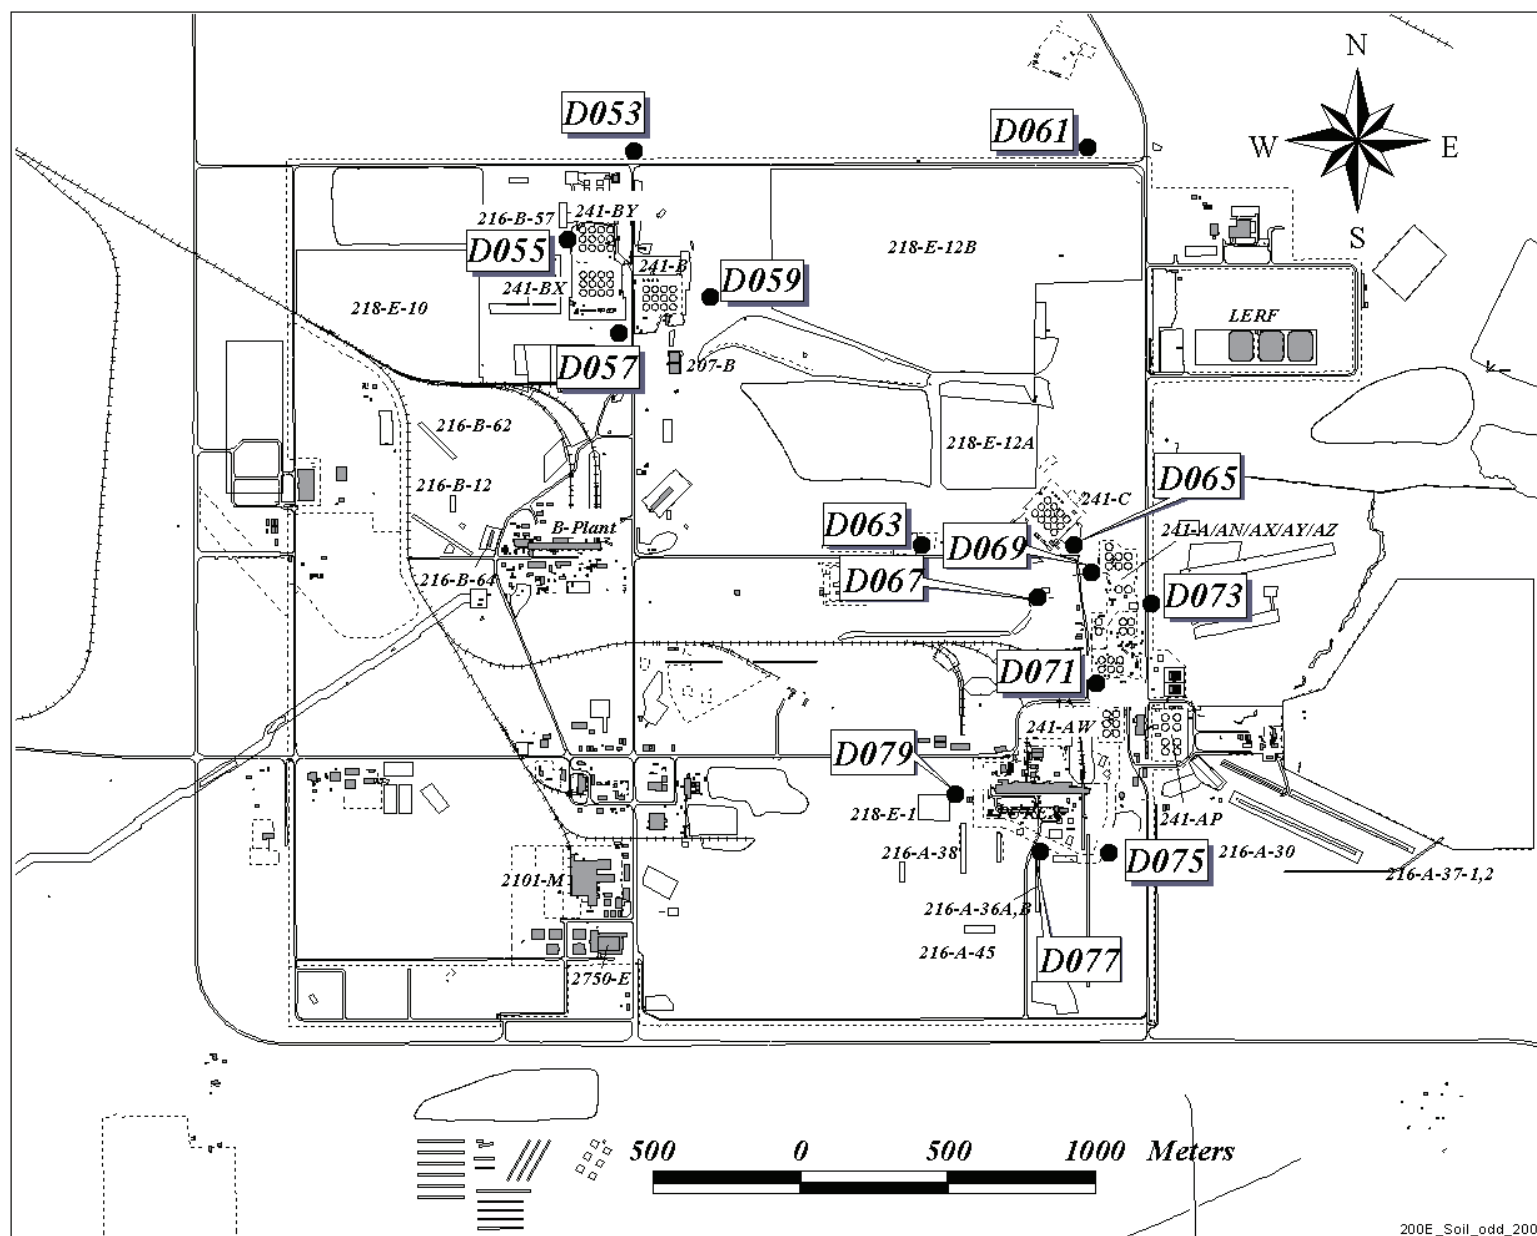 N
D053
D061
W
E
216-B-57
241-BY
S
D055
218-E-12B
241-B
D059
241-BX
218-E-10
LERF
D057
207-B
216-B-62
218-E-12A
D065
216-B-12
241-C
D063
B-Plant
D069
241-A/AN/AX/AY/AZ
216-B-64
D067
D073
D071
241-AW
D079
218-E-1
PUREX
241-AP
216-A-38
D075
216-A-30
2101-M
216-A-37-1,2
216-A-36A,B
216-A-45
D077
2750-E
500 0 500 1000 Meters
200E_Soil_odd_200